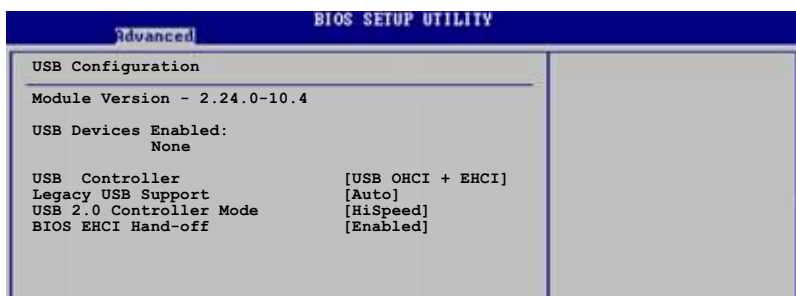 BIOS SETUP UTILITY
Advanced
USB Configuration
Module Version - 2.24.0-10.4
USB Devices Enabled:
None
USB Controller [USB OHCI + EHCI]
Legacy USB Support [Auto]
USB 2.0 Controller Mode [HiSpeed]
BIOS EHCI Hand-off [Enabled]